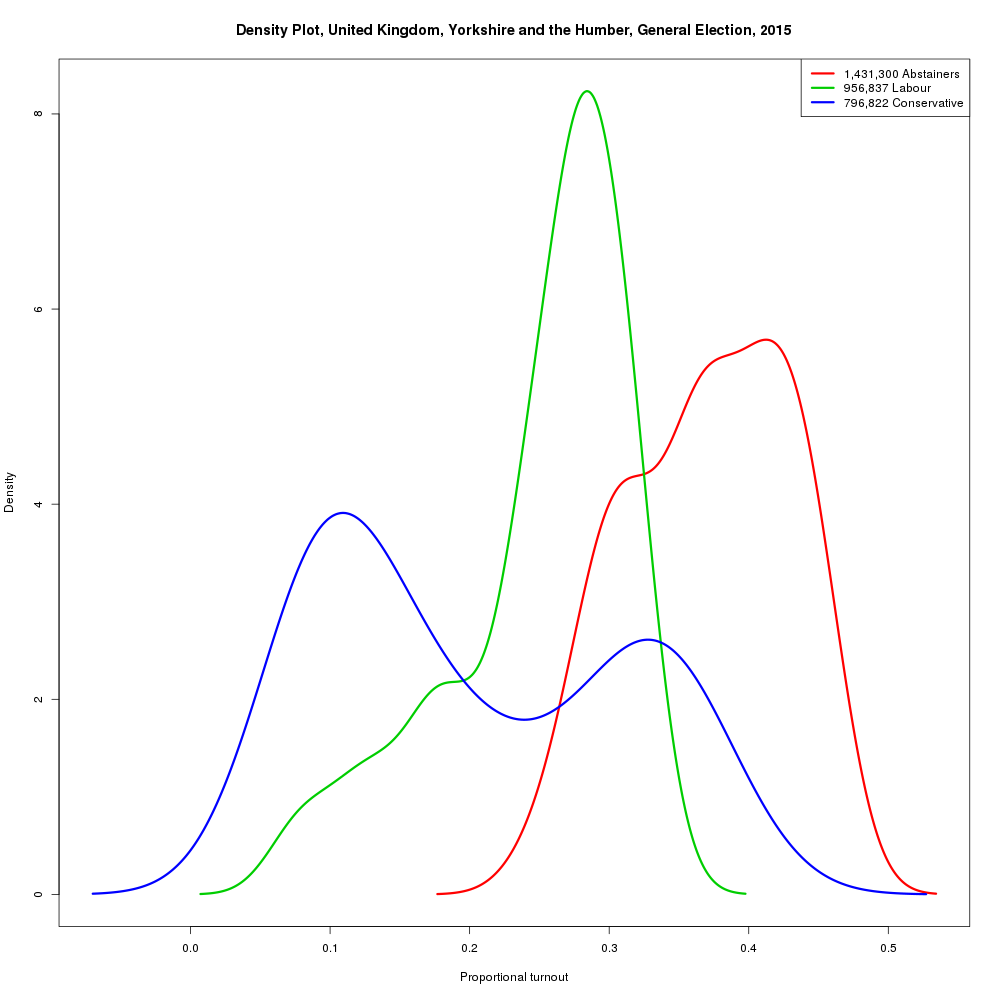 Density Plot, United Kingdom, Yorkshire and the Humber, General Election, 2015
1,431,300 Abstainers
956,837 Labour
796,822 Conservative
Density
8
6
4
2
0
0.0 0.1 0.2 0.3 0.4 0.5
Proportional turnout